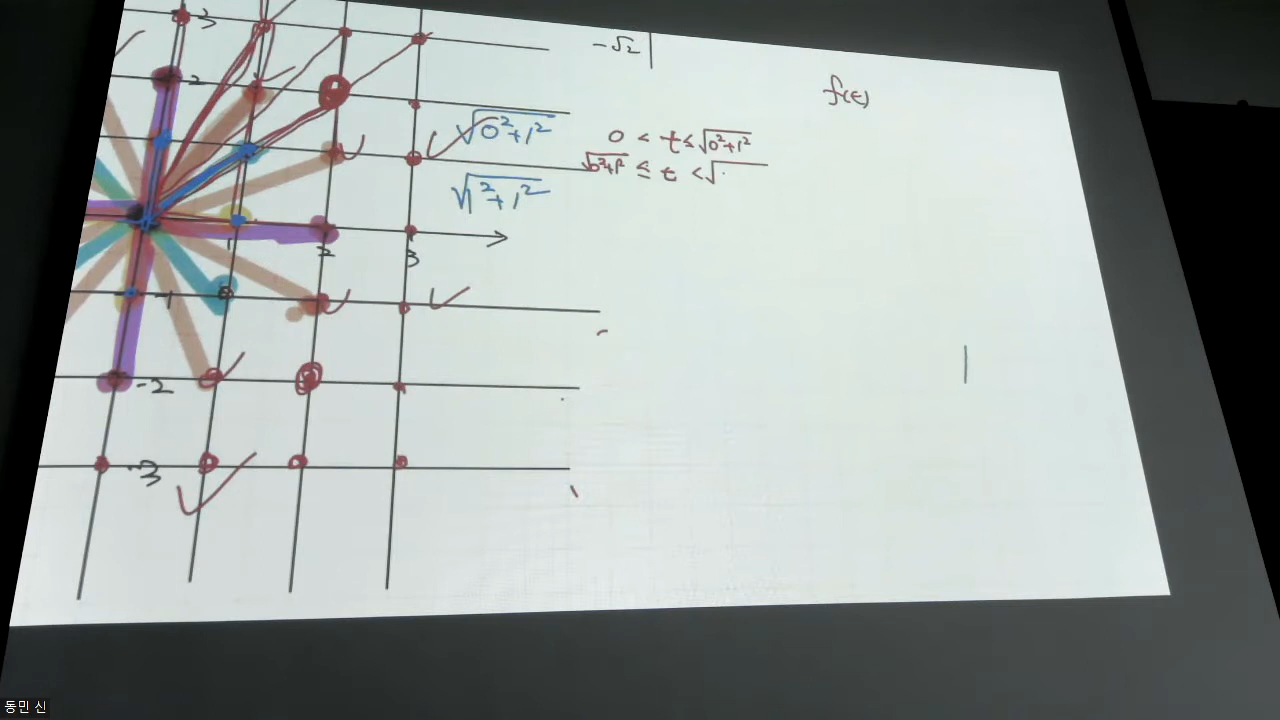 3
-√2
2
f(t)
√0²+1²
0 < t ≤ √0²+1²
√0²+1² ≤ t < √
√1²+1²
1
2
3
-1
-2
-3
동민 신